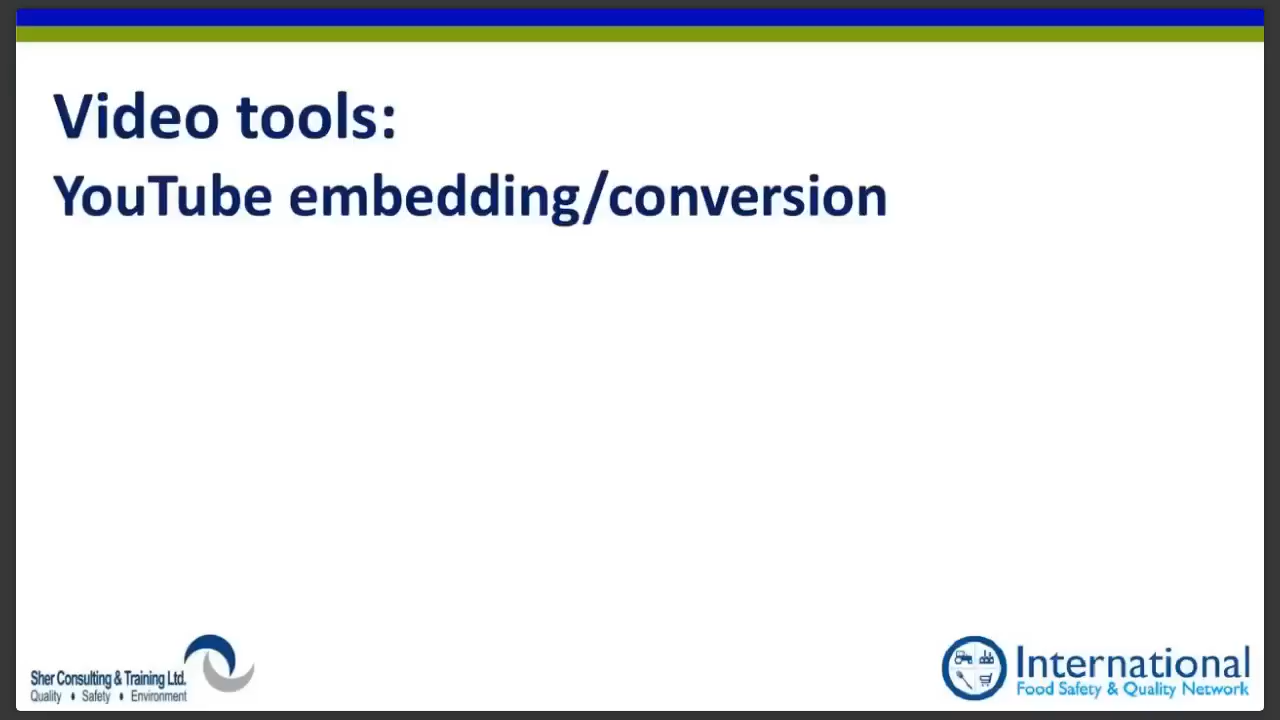 Video tools:
YouTube embedding/conversion
Sher Consulting & Training Ltd.
Quality • Safety • Environment
International
Food Safety & Quality Network